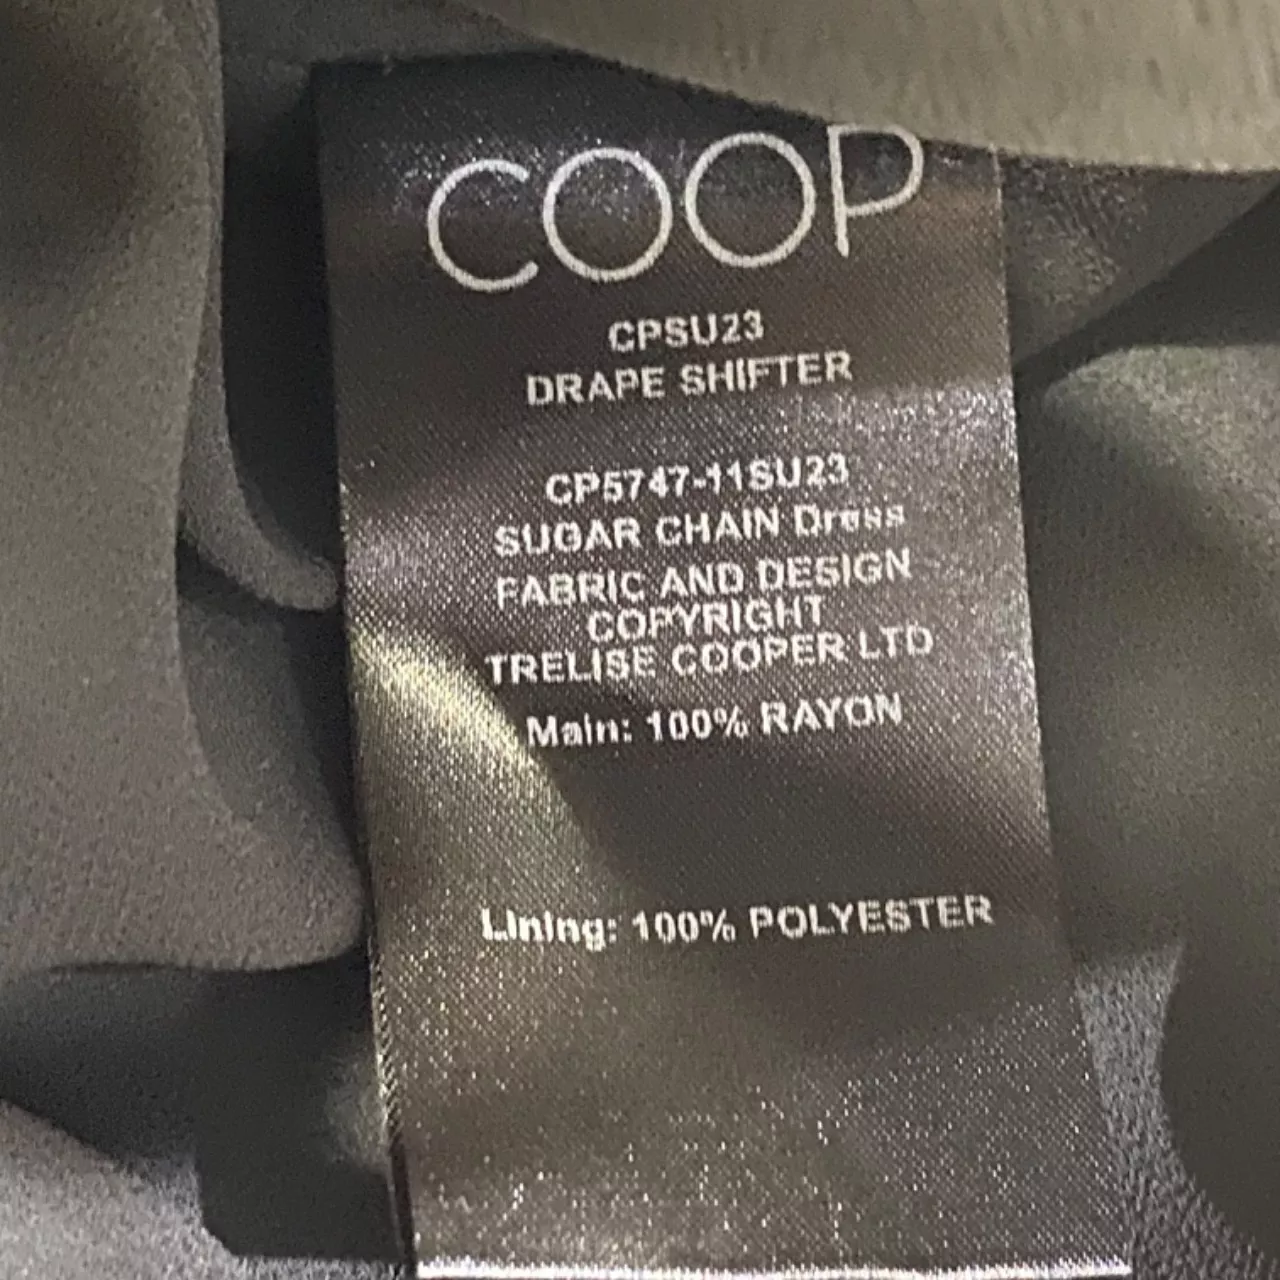 COOP
CPSU23
DRAPE SHIFTER
CP5747-11SU23
SUGAR CHAIN Dress
FABRIC AND DESIGN
COPYRIGHT
TRELISE COOPER LTD
Main: 100% RAYON
Lining: 100% POLYESTER